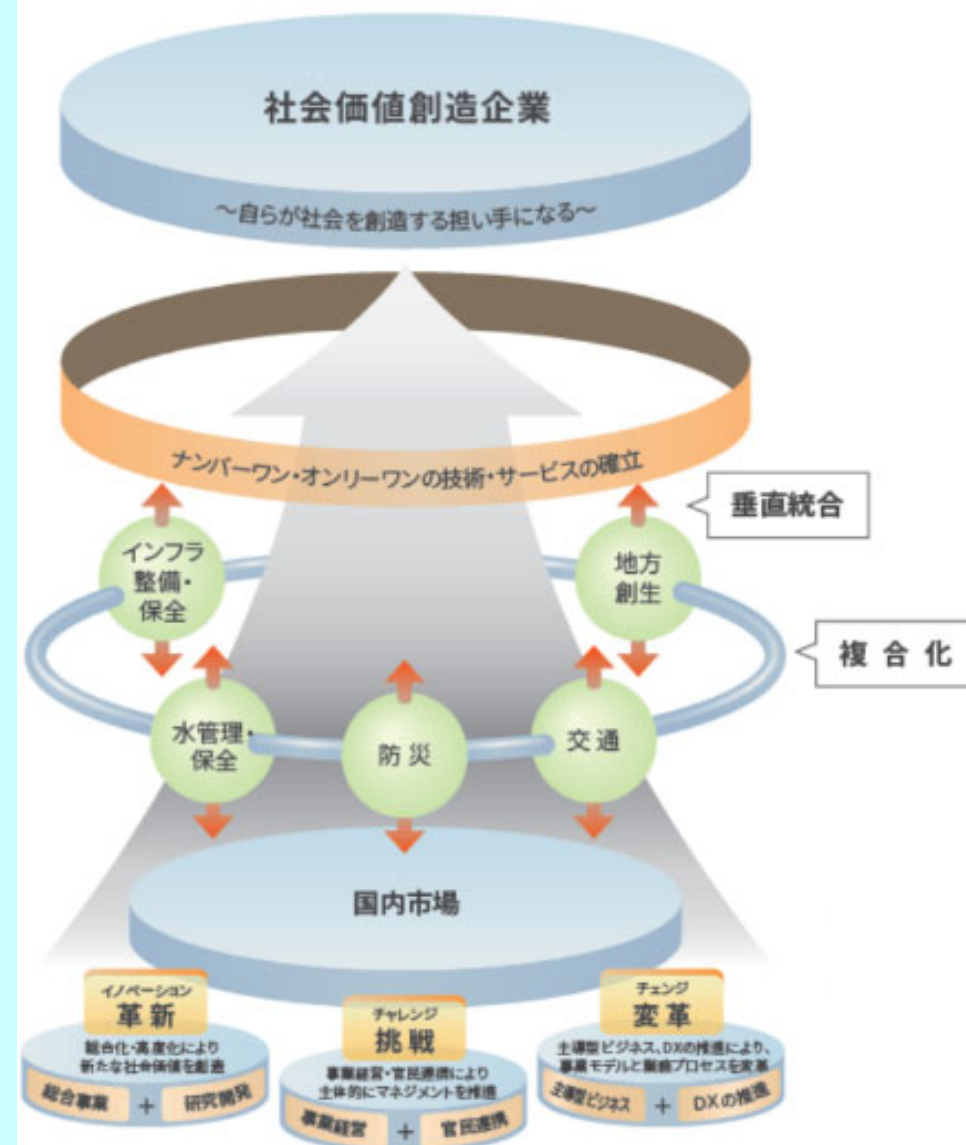 社会価値創造企業
～自らが社会を創造する担い手になる～
ナンバーワン・オンリーワンの技術・サービスの確立
垂直統合
インフラ
整備・
保全
地方
創生
複合化
水管理・
保全
防災
交通
国内市場
イノベーション
革新
総合化・高度化により
新たな社会価値を創造
総合事業 + 研究開発
チャレンジ
挑戦
事業経営・官民連携により
主体的にマネジメントを推進
事業経営 + 官民連携
チェンジ
変革
主導型ビジネス、DXの推進により、
事業モデルと業務プロセスを変革
主導型ビジネス + DXの推進